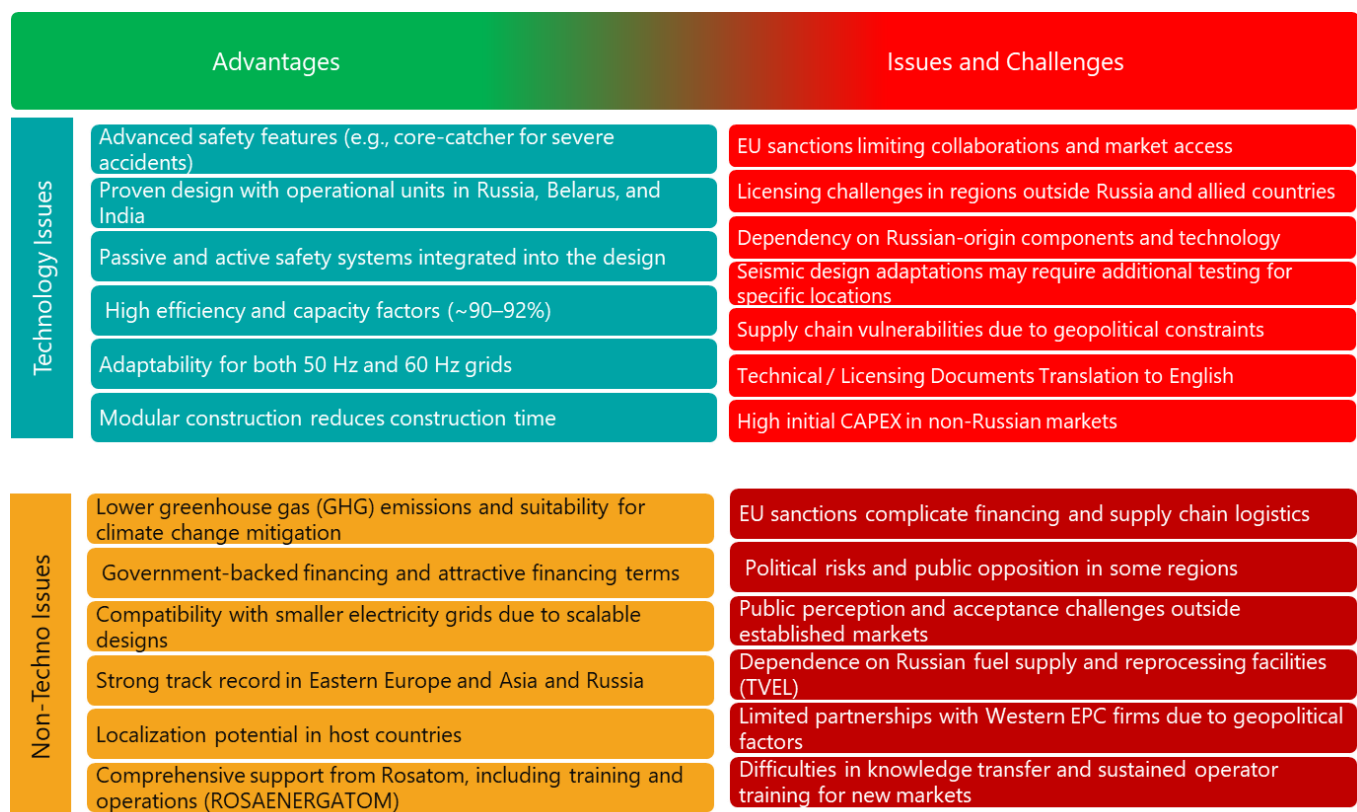 Advantages
Issues and Challenges
Technology Issues
Advanced safety features (e.g., core-catcher for severe
accidents)
Proven design with operational units in Russia, Belarus, and
India
Passive and active safety systems integrated into the design
High efficiency and capacity factors (~90–92%)
Adaptability for both 50 Hz and 60 Hz grids
Modular construction reduces construction time
EU sanctions limiting collaborations and market access
Licensing challenges in regions outside Russia and allied countries
Dependency on Russian-origin components and technology
Seismic design adaptations may require additional testing for
specific locations
Supply chain vulnerabilities due to geopolitical constraints
Technical / Licensing Documents Translation to English
High initial CAPEX in non-Russian markets
Non-Techno Issues
Lower greenhouse gas (GHG) emissions and suitability for
climate change mitigation
Government-backed financing and attractive financing terms
Compatibility with smaller electricity grids due to scalable
designs
Strong track record in Eastern Europe and Asia and Russia
Localization potential in host countries
Comprehensive support from Rosatom, including training and
operations (ROSAENERGATOM)
EU sanctions complicate financing and supply chain logistics
Political risks and public opposition in some regions
Public perception and acceptance challenges outside
established markets
Dependence on Russian fuel supply and reprocessing facilities
(TVEL)
Limited partnerships with Western EPC firms due to geopolitical
factors
Difficulties in knowledge transfer and sustained operator
training for new markets